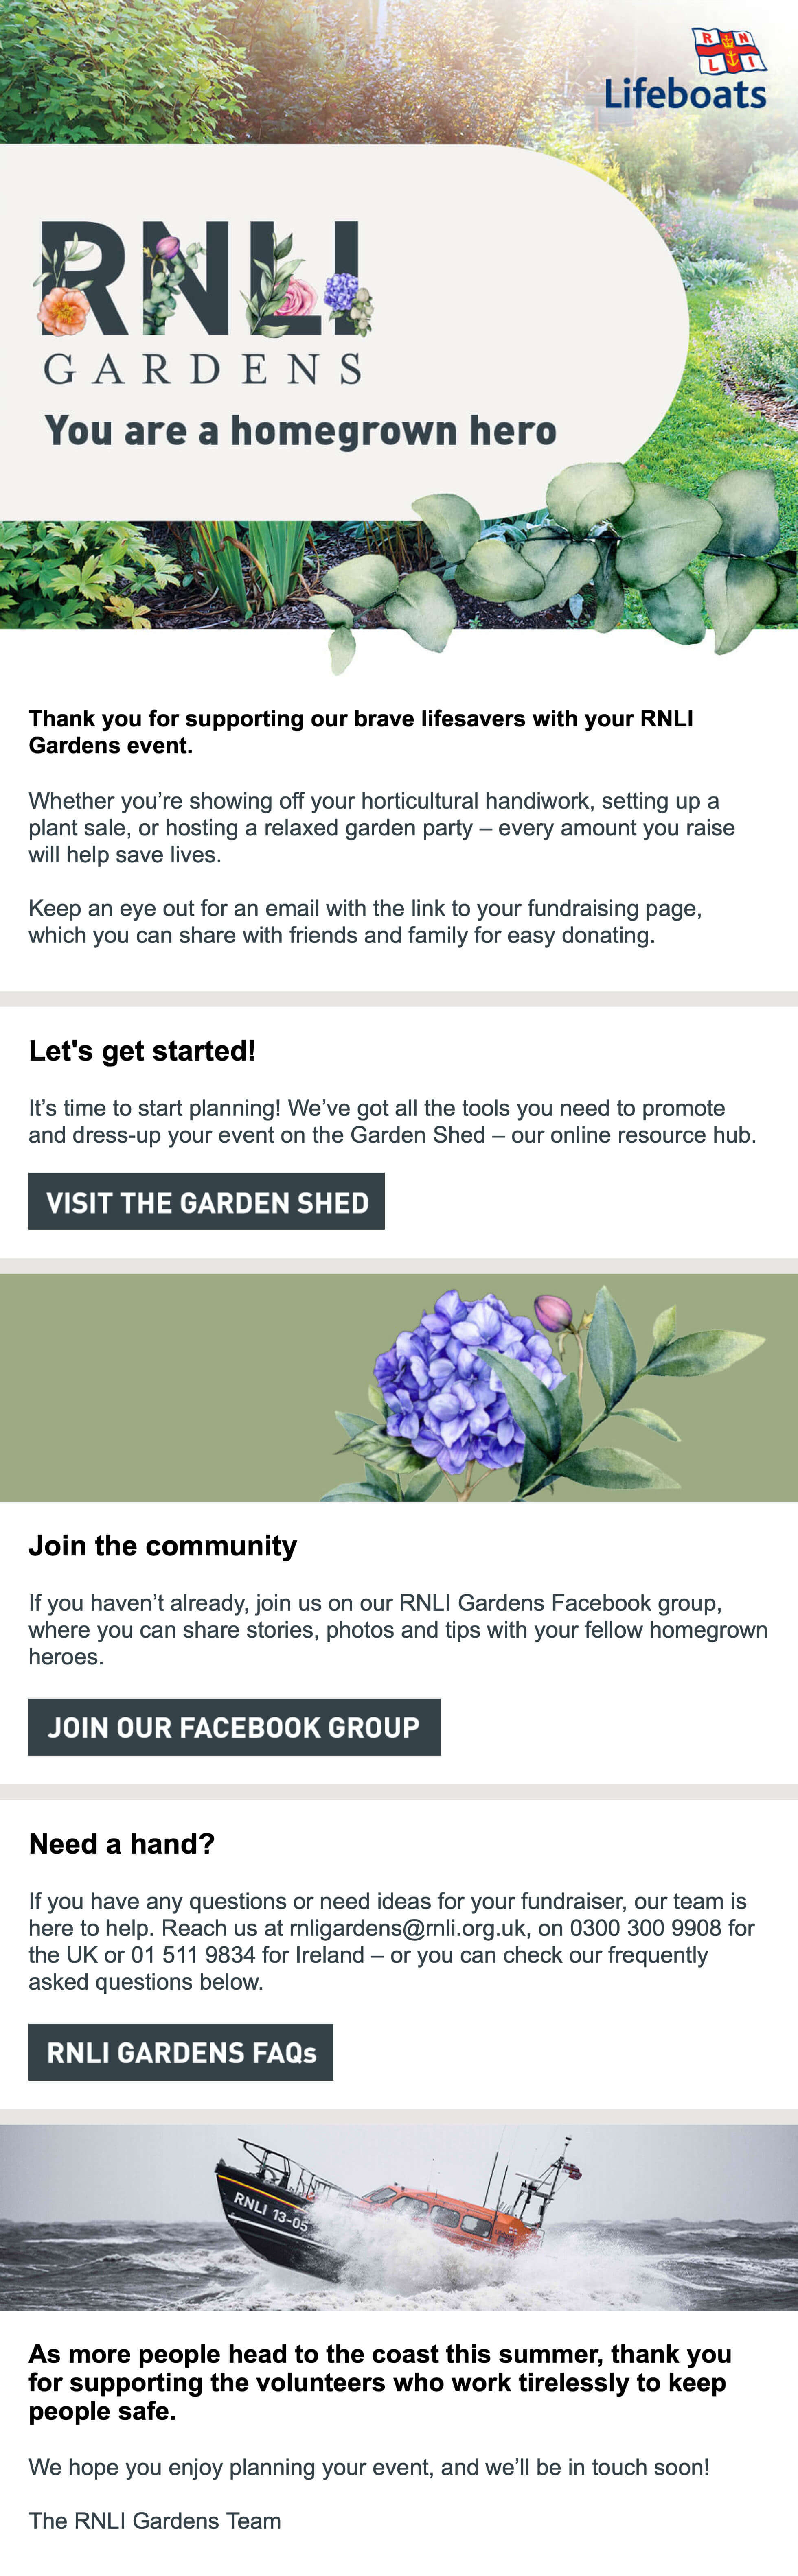 R N
L I
Lifeboats
RNLI
GARDENS
You are a homegrown hero
Thank you for supporting our brave lifesavers with your RNLI
Gardens event.
Whether you’re showing off your horticultural handiwork, setting up a
plant sale, or hosting a relaxed garden party – every amount you raise
will help save lives.
Keep an eye out for an email with the link to your fundraising page,
which you can share with friends and family for easy donating.
Let's get started!
It’s time to start planning! We’ve got all the tools you need to promote
and dress-up your event on the Garden Shed – our online resource hub.
VISIT THE GARDEN SHED
Join the community
If you haven’t already, join us on our RNLI Gardens Facebook group,
where you can share stories, photos and tips with your fellow homegrown
heroes.
JOIN OUR FACEBOOK GROUP
Need a hand?
If you have any questions or need ideas for your fundraiser, our team is
here to help. Reach us at rnligardens@rnli.org.uk, on 0300 300 9908 for
the UK or 01 511 9834 for Ireland – or you can check our frequently
asked questions below.
RNLI GARDENS FAQs
RNLI 13-05
As more people head to the coast this summer, thank you
for supporting the volunteers who work tirelessly to keep
people safe.
We hope you enjoy planning your event, and we’ll be in touch soon!
The RNLI Gardens Team